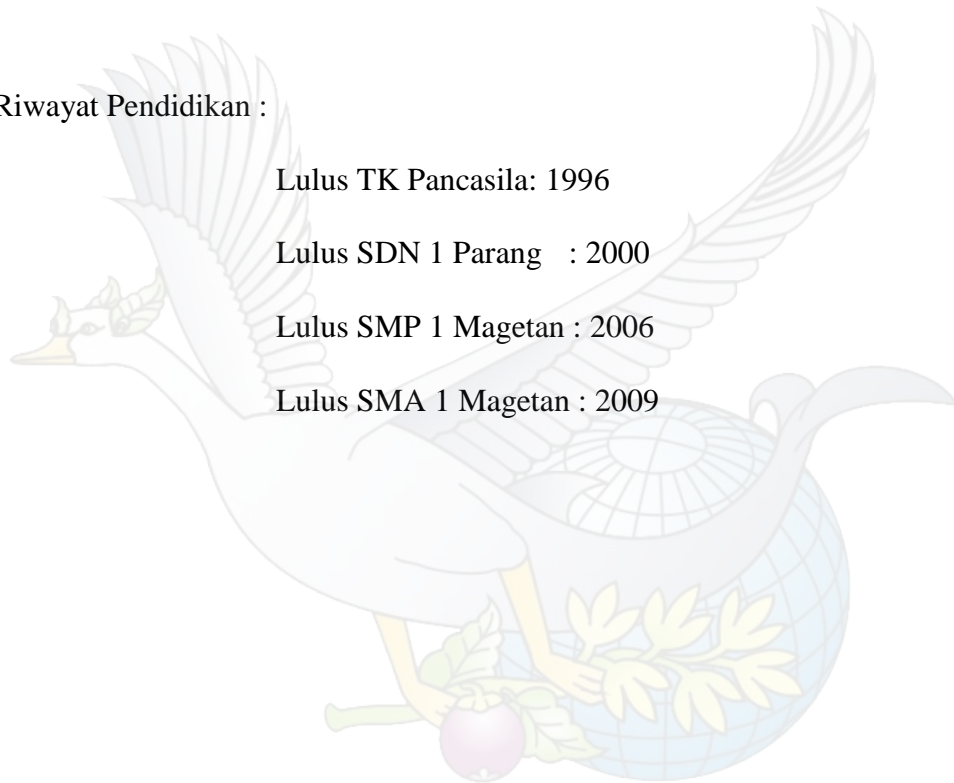 Riwayat Pendidikan :
Lulus TK Pancasila: 1996
Lulus SDN 1 Parang : 2000
Lulus SMP 1 Magetan : 2006
Lulus SMA 1 Magetan : 2009